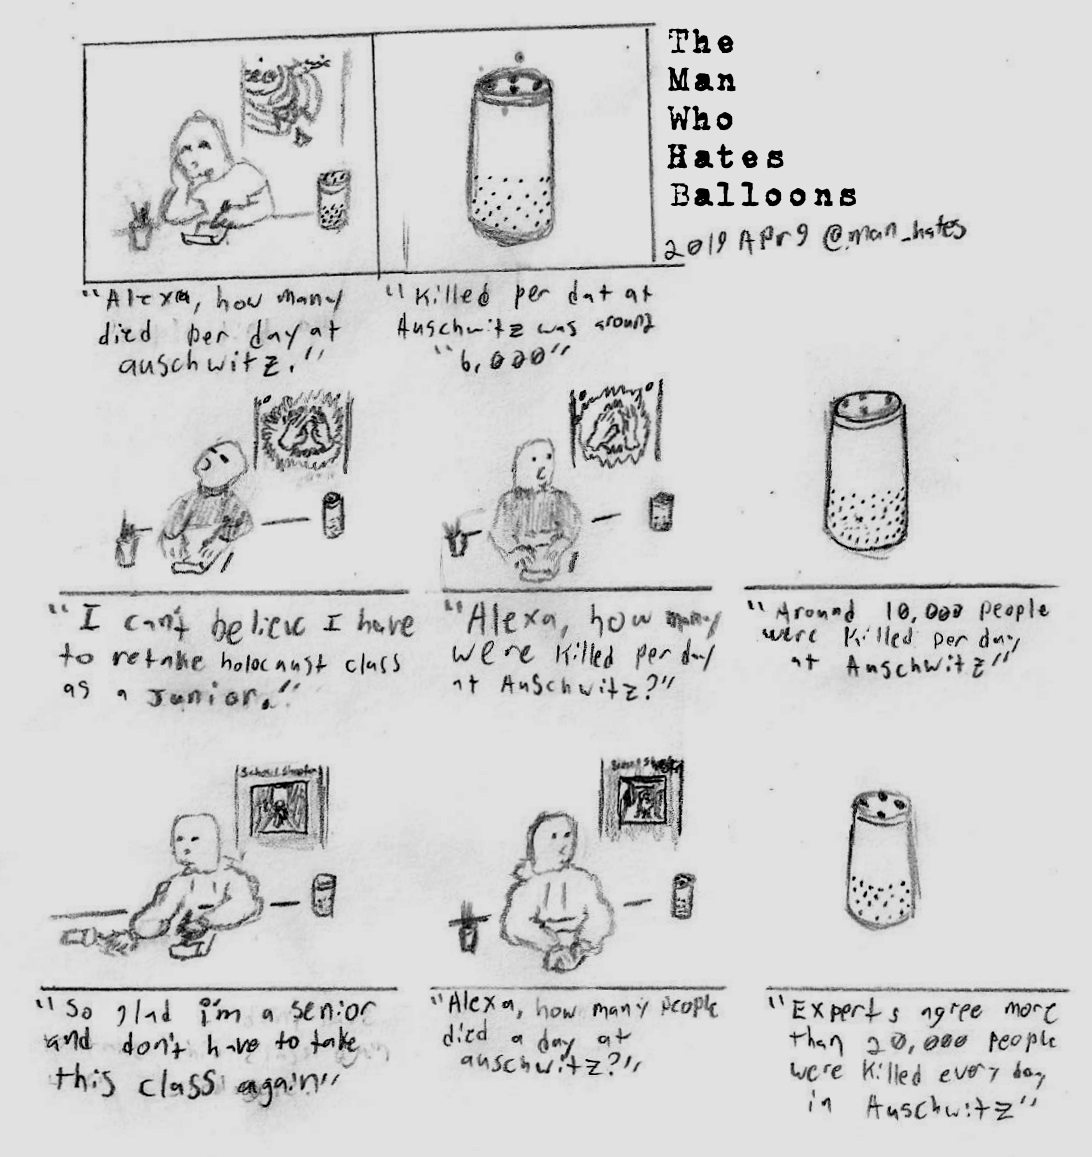 The
Man
Who
Hates
Balloons
2019 Apr 9 @man_hates
"Alexa, how many
died per day at
auschwitz."
"Killed per dat at
Auschwitz was around
"6,000"
"I can't believe I have
to retake holocaust class
as a Junior."
"Alexa, how many
were killed per day
at Auschwitz?"
"Around 10,000 people
were killed per day
at Auschwitz"
School Shooting
"So glad i'm a senior
and don't have to take
this class again"
"Alexa, how many people
died a day at
auschwitz?"
"Experts agree more
than 20,000 people
were killed every day
in Auschwitz"